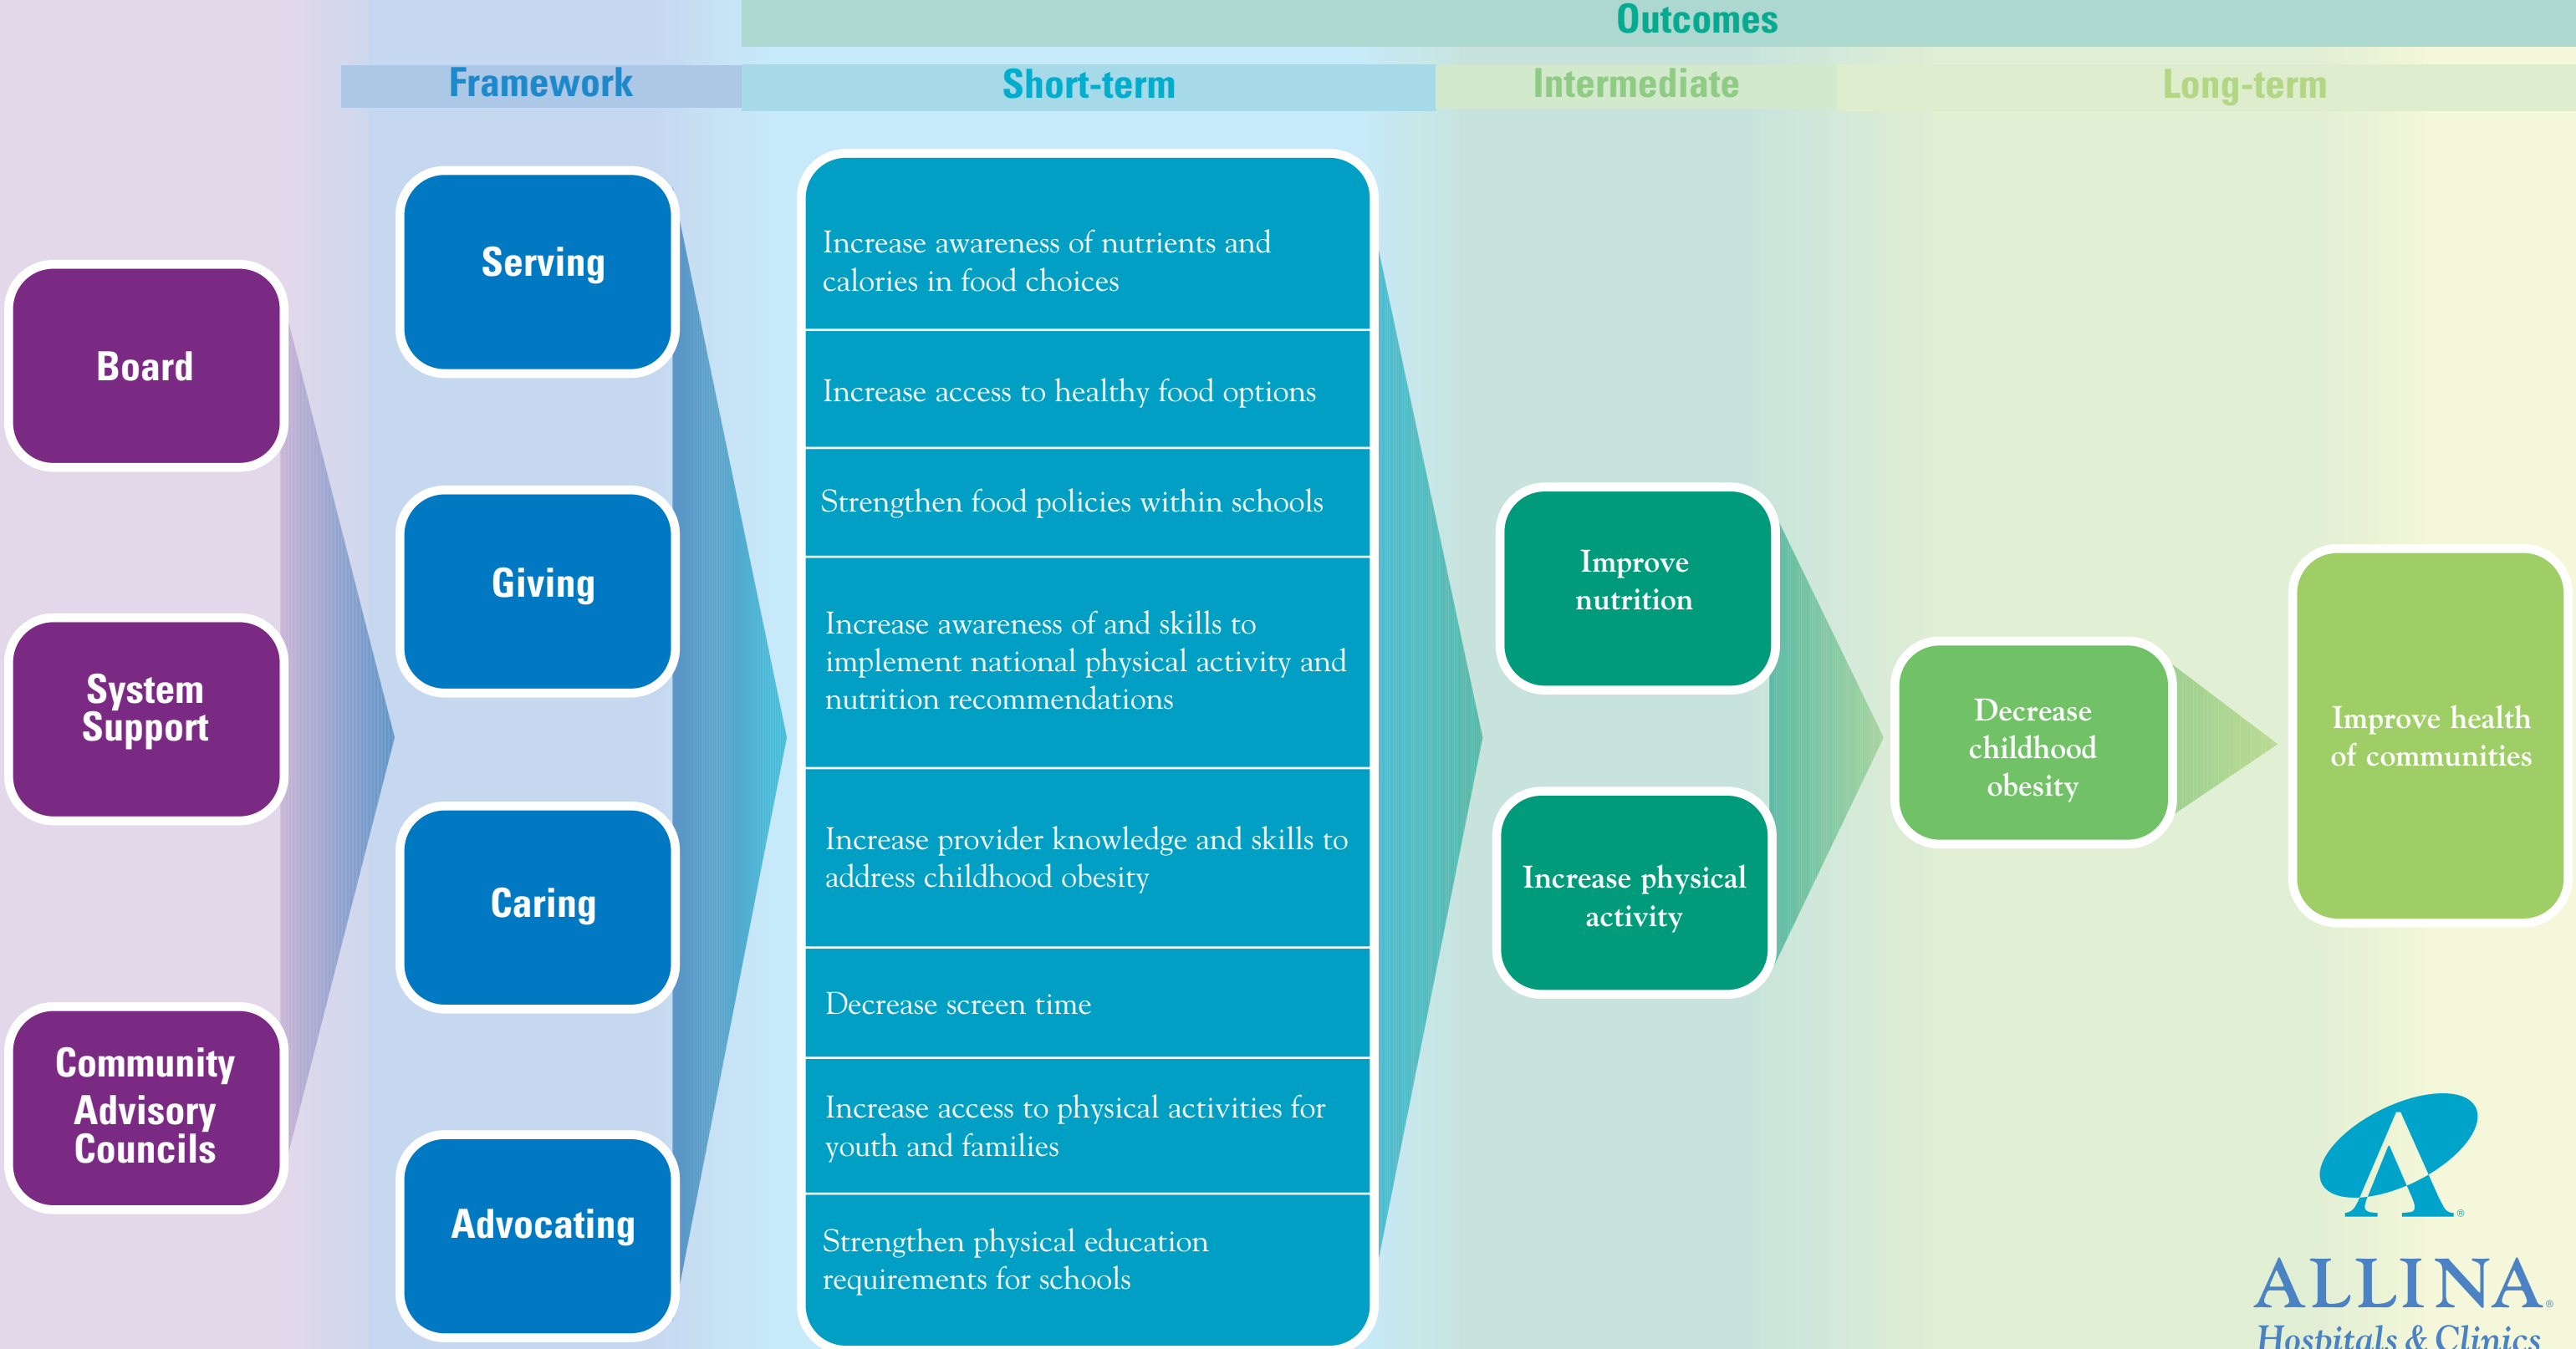 Outcomes
Framework
Short-term
Intermediate
Long-term
Board
System
Support
Community
Advisory
Councils
Serving
Giving
Caring
Advocating
Increase awareness of nutrients and
calories in food choices
Increase access to healthy food options
Strengthen food policies within schools
Increase awareness of and skills to
implement national physical activity and
nutrition recommendations
Increase provider knowledge and skills to
address childhood obesity
Decrease screen time
Increase access to physical activities for
youth and families
Strengthen physical education
requirements for schools
Improve
nutrition
Increase physical
activity
Decrease
childhood
obesity
Improve health
of communities
A®
ALLINA®
Hospitals & Clinics